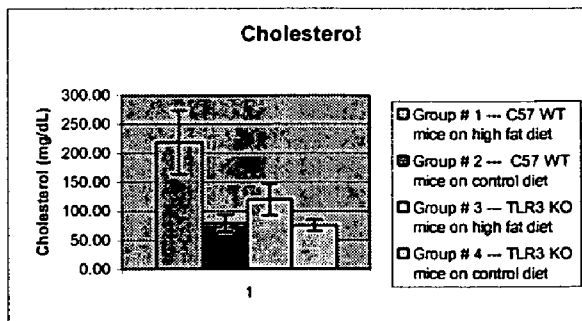 Cholesterol
Cholesterol (mg/dL)
300.00
250.00
200.00
150.00
100.00
50.00
0.00
1
Group # 1 --- C57 WT
mice on high fat diet
Group # 2 --- C57 WT
mice on control diet
Group # 3 --- TLR3 KO
mice on high fat diet
Group # 4 --- TLR3 KO
mice on control diet